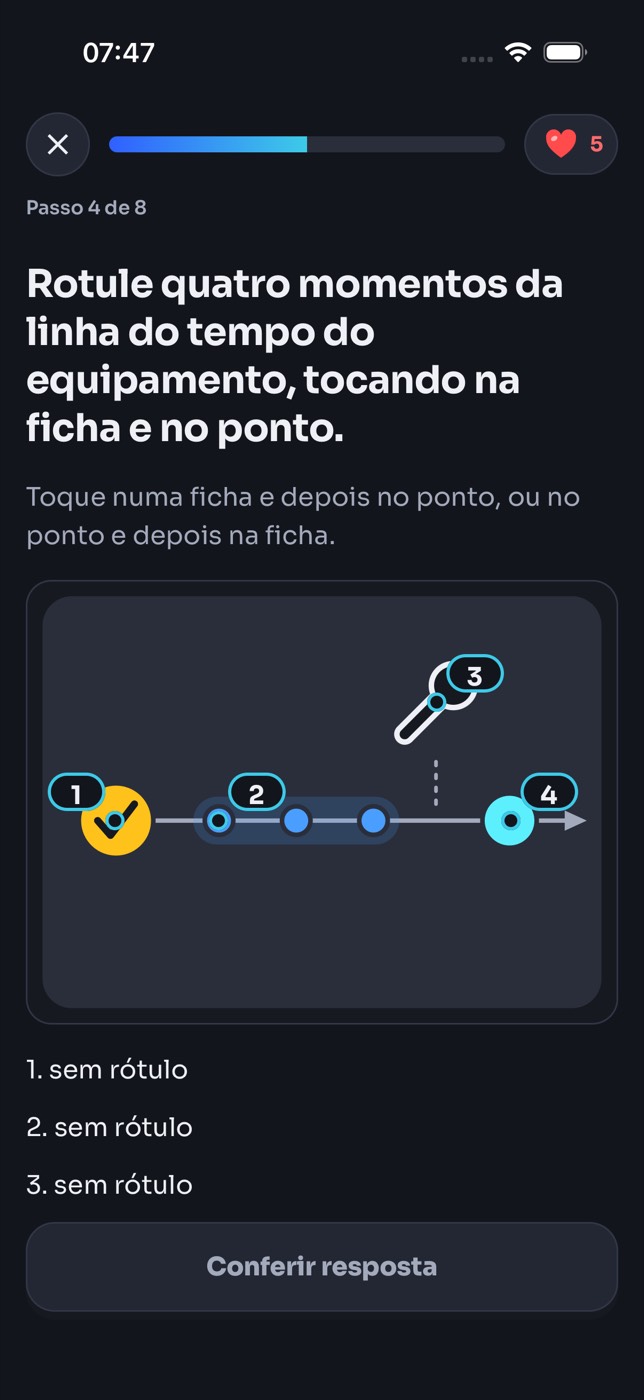 07:47
5
Passo 4 de 8
Rotule quatro momentos da
linha do tempo do
equipamento, tocando na
ficha e no ponto.
Toque numa ficha e depois no ponto, ou no
ponto e depois na ficha.
3
1
2
4
1. sem rótulo
2. sem rótulo
3. sem rótulo
Conferir resposta